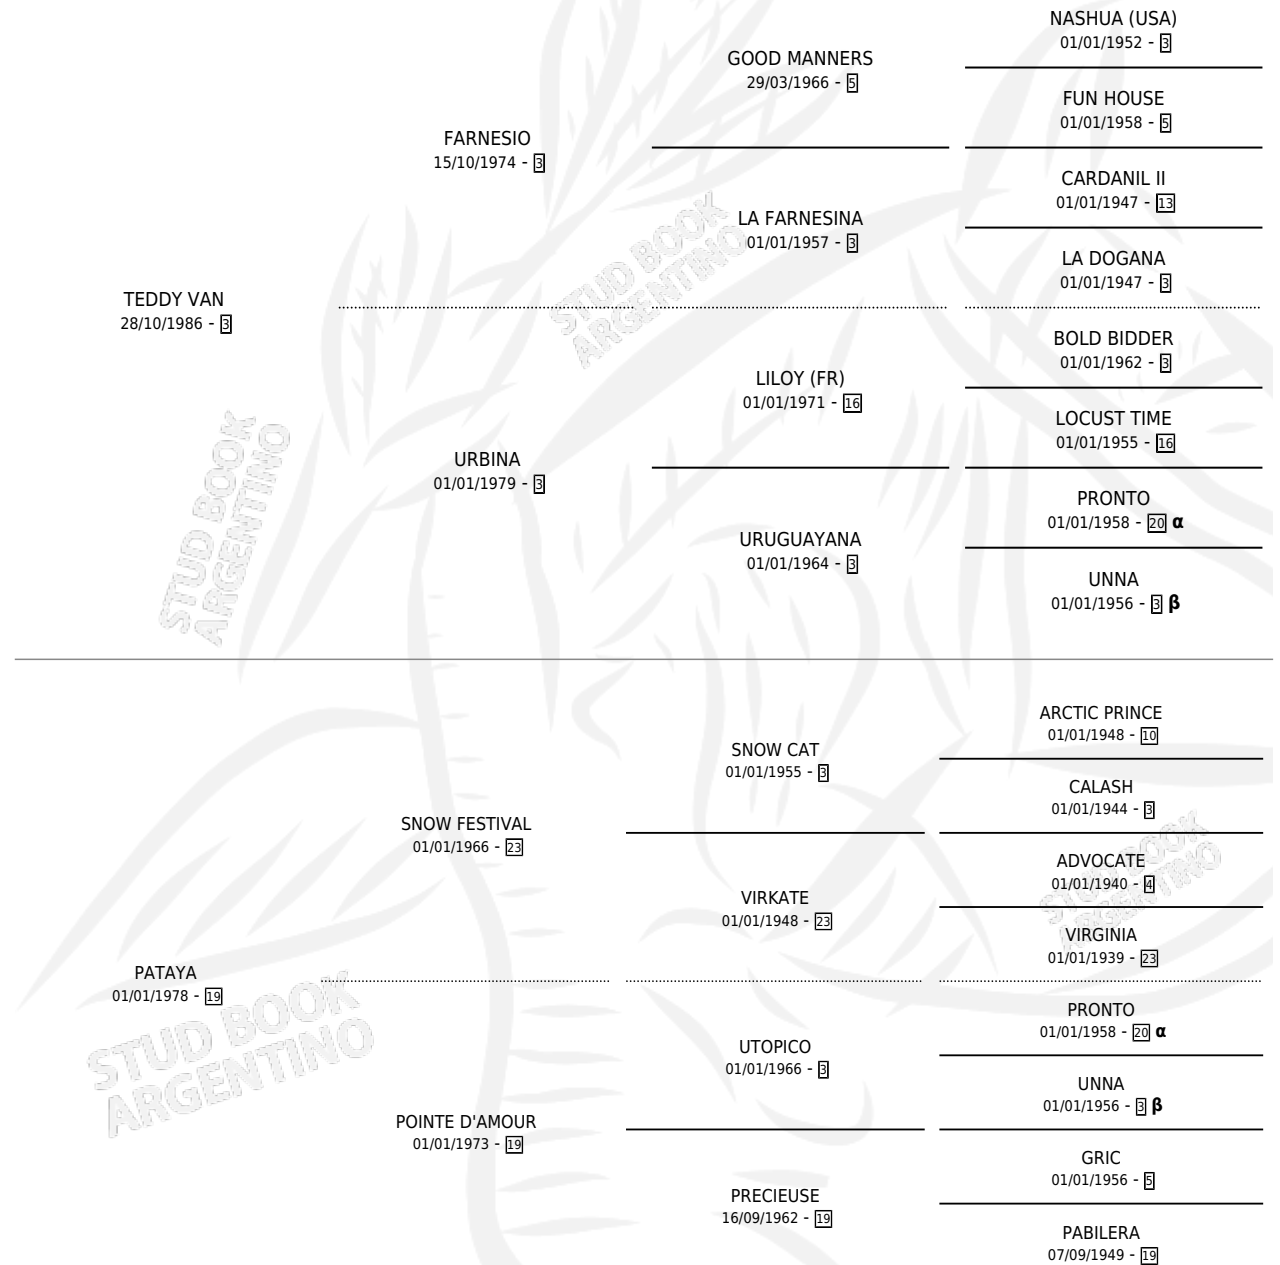 NASHUA (USA)
01/01/1952 - 3
GOOD MANNERS
29/03/1966 - 5
FUN HOUSE
01/01/1958 - 5
FARNESIO
15/10/1974 - 3
CARDANIL II
01/01/1947 - 13
LA FARNESINA
01/01/1957 - 3
LA DOGANA
01/01/1947 - 3
TEDDY VAN
28/10/1986 - 3
BOLD BIDDER
01/01/1962 - 3
LILOY (FR)
01/01/1971 - 16
LOCUST TIME
01/01/1955 - 16
URBINA
01/01/1979 - 3
PRONTO
01/01/1958 - 20 α
URUGUAYANA
01/01/1964 - 3
UNNA
01/01/1956 - 3 β
ARCTIC PRINCE
01/01/1948 - 10
SNOW CAT
01/01/1955 - 3
CALASH
01/01/1944 - 3
SNOW FESTIVAL
01/01/1966 - 23
ADVOCATE
01/01/1940 - 4
VIRKATE
01/01/1948 - 23
VIRGINIA
01/01/1939 - 23
PATAYA
01/01/1978 - 19
PRONTO
01/01/1958 - 20 α
UTOPICO
01/01/1966 - 3
UNNA
01/01/1956 - 3 β
POINTE D'AMOUR
01/01/1973 - 19
GRIC
01/01/1956 - 5
PRECIEUSE
16/09/1962 - 19
PABILERA
07/09/1949 - 19
STUD BOOK
ARGENTINO
STUD BOOK
ARGENTINO
STUD BOOK
ARGENTINO
STUD BOOK
ARGENTINO